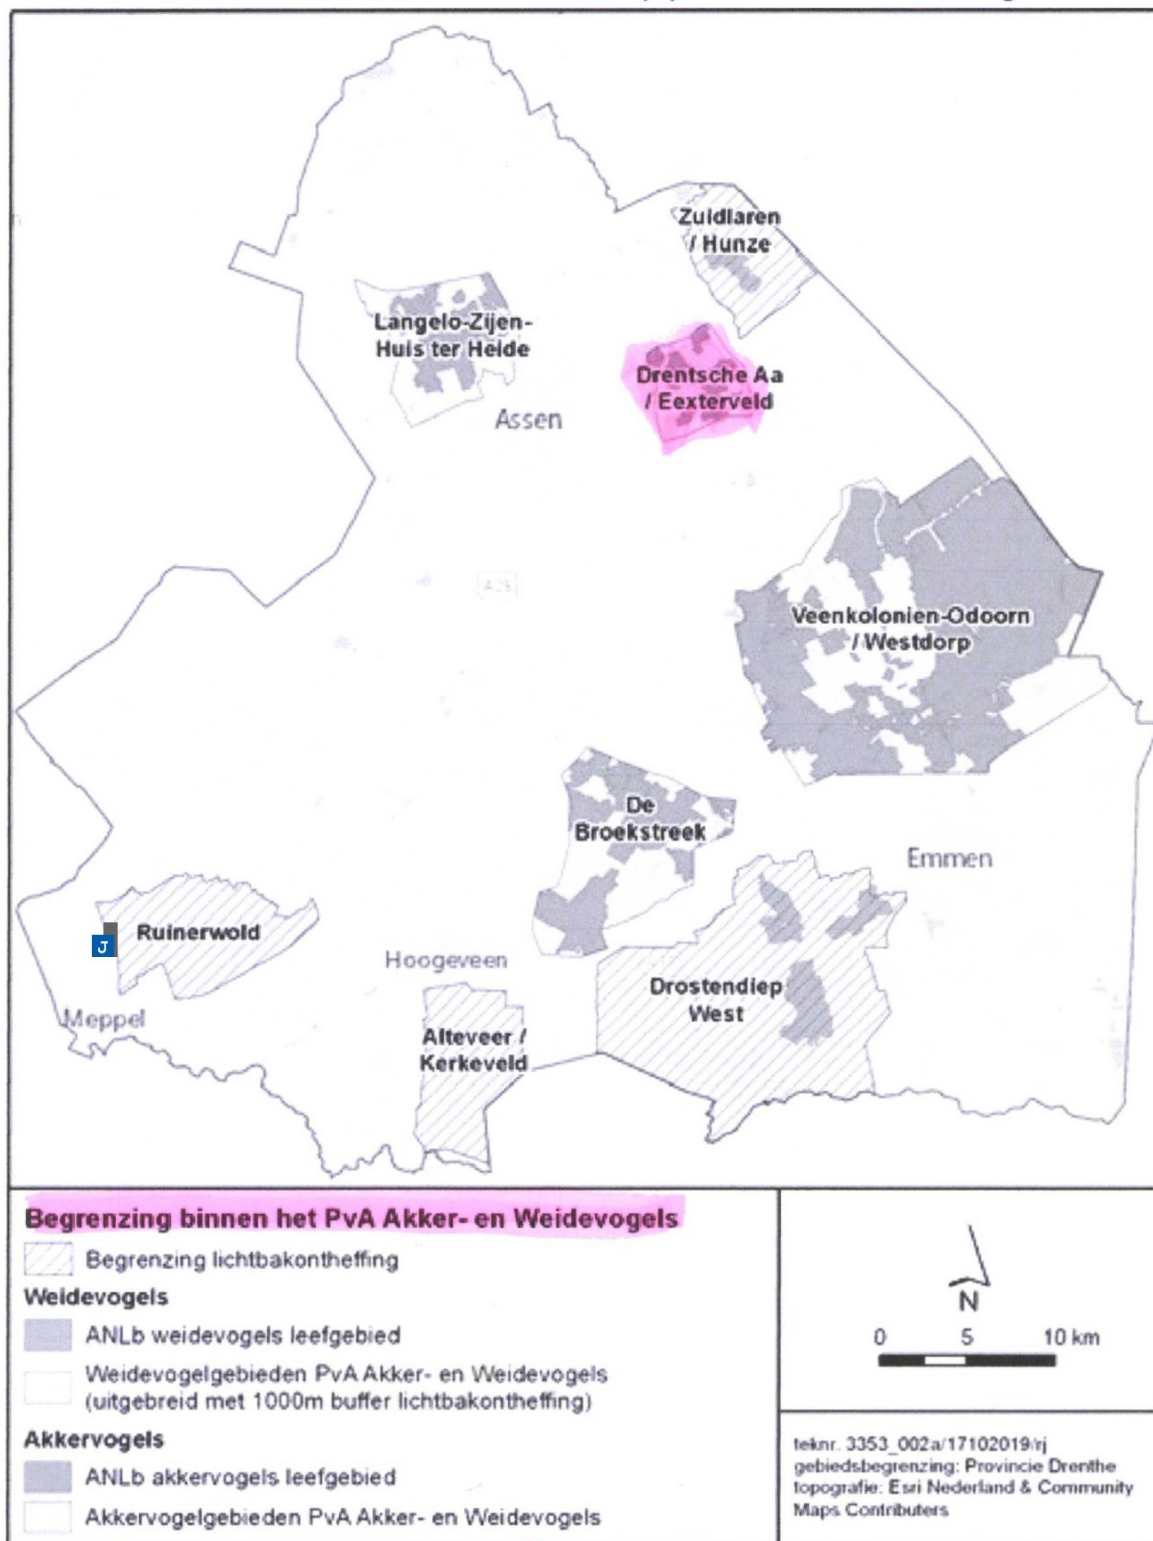 Zuidlaren
/ Hunze
Langelo-Zijen-
Huis ter Heide
Drentsche Aa
/ Eexterveld
Assen
Veenkolonien-Odoorn
/ Westdorp
De
Broekstreek
Emmen
Ruinerwold
J
Hoogeveen
Drostendiep
West
Meppel
Alteveer /
Kerkeveld
Begrenzing binnen het PvA Akker- en Weidevogels
Begrenzing lichtbakontheffing
Weidevogels
ANLb weidevogels leefgebied
Weidevogelgebieden PvA Akker- en Weidevogels
(uitgebreid met 1000m buffer lichtbakontheffing)
Akkervogels
ANLb akkervogels leefgebied
Akkervogelgebieden PvA Akker- en Weidevogels
N
0 5 10 km
teknr. 3353_002a/17102019/rj
gebiedsbegrenzing: Provincie Drenthe
topografie: Esri Nederland & Community
Maps Contributers